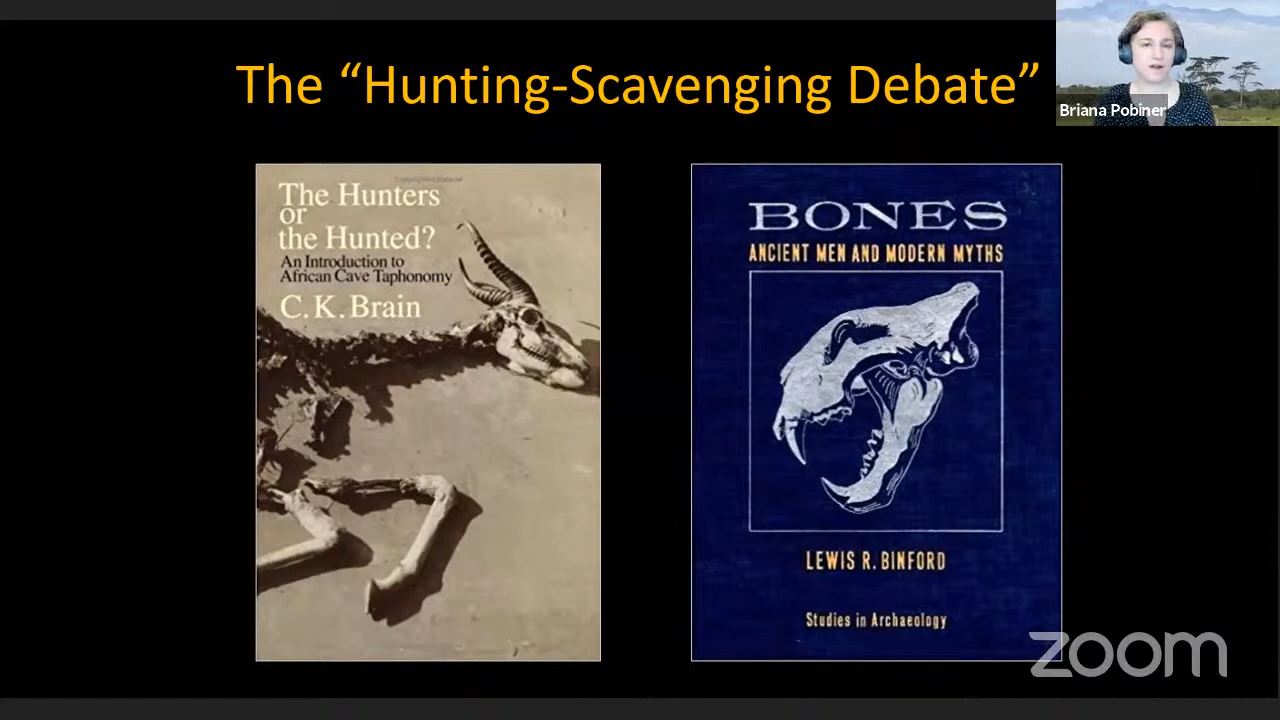 The “Hunting-Scavenging Debate”
Briana Pobiner
The Hunters
or
the Hunted?
An Introduction to
African Cave Taphonomy
C. K. Brain
BONES
ANCIENT MEN AND MODERN MYTHS
LEWIS R. BINFORD
Studies in Archaeology
zoom